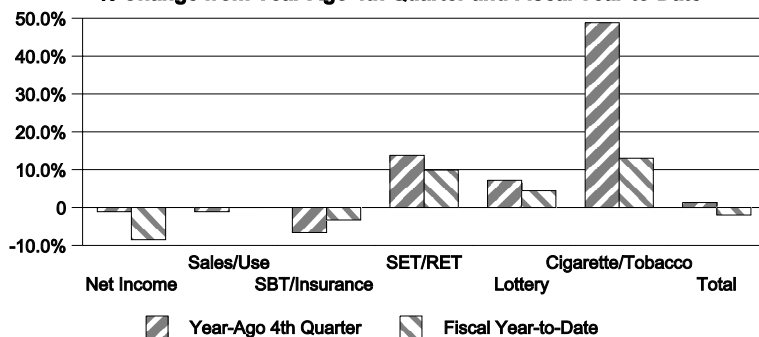 % Change from Year Ago 4th Quarter and Fiscal Year-to-Date
50.0%
40.0%
30.0%
20.0%
10.0%
0
-10.0%
Sales/Use
SET/RET
Cigarette/Tobacco
Net Income
SBT/Insurance
Lottery
Total
Year-Ago 4th Quarter
Fiscal Year-to-Date